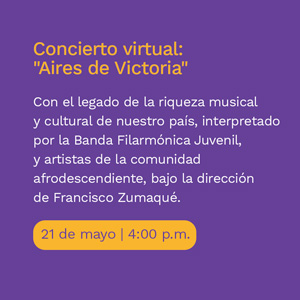 Concierto virtual:
"Aires de Victoria"
Con el legado de la riqueza musical
y cultural de nuestro país, interpretado
por la Banda Filarmónica Juvenil,
y artistas de la comunidad
afrodescendiente, bajo la dirección
de Francisco Zumaqué.
21 de mayo | 4:00 p.m.